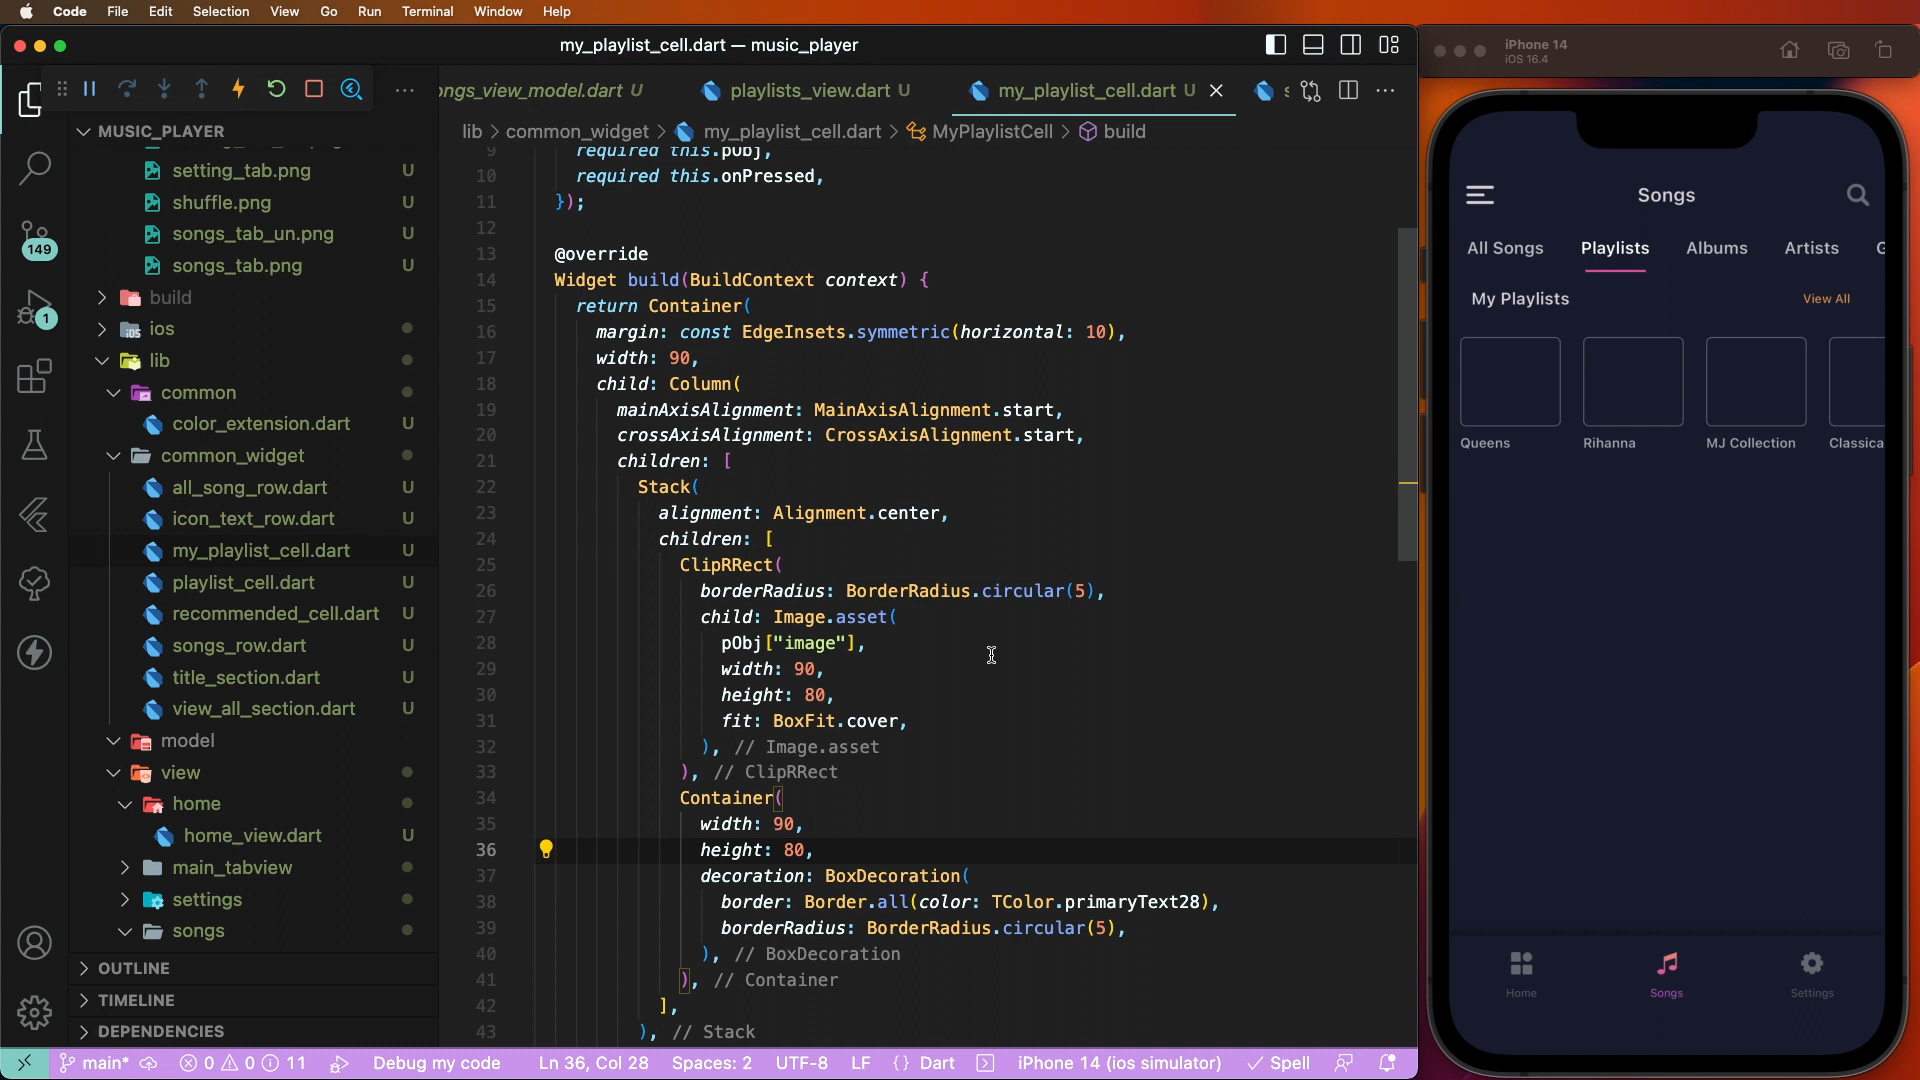 Code File Edit Selection View Go Run Terminal Window Help
my_playlist_cell.dart — music_player
ongs_view_model.dart U
playlists_view.dart U
my_playlist_cell.dart U
s
lib > common_widget > my_playlist_cell.dart > MyPlaylistCell > build
MUSIC_PLAYER
setting_tab.png U
shuffle.png U
songs_tab_un.png U
songs_tab.png U
build
ios
lib
common
color_extension.dart U
common_widget
all_song_row.dart U
icon_text_row.dart U
my_playlist_cell.dart U
playlist_cell.dart U
recommended_cell.dart U
songs_row.dart U
title_section.dart U
view_all_section.dart U
model
view
home
home_view.dart U
main_tabview
settings
songs
OUTLINE
TIMELINE
DEPENDENCIES
149
1
9 required this.pObj,
10 required this.onPressed,
11 });
12
13 @override
14 Widget build(BuildContext context) {
15 return Container(
16 margin: const EdgeInsets.symmetric(horizontal: 10),
17 width: 90,
18 child: Column(
19 mainAxisAlignment: MainAxisAlignment.start,
20 crossAxisAlignment: CrossAxisAlignment.start,
21 children: [
22 Stack(
23 alignment: Alignment.center,
24 children: [
25 ClipRRect(
26 borderRadius: BorderRadius.circular(5),
27 child: Image.asset(
28 pObj["image"],
29 width: 90,
30 height: 80,
31 fit: BoxFit.cover,
32 ), // Image.asset
33 ), // ClipRRect
34 Container(
35 width: 90,
36 height: 80,
37 decoration: BoxDecoration(
38 border: Border.all(color: TColor.primaryText28),
39 borderRadius: BorderRadius.circular(5),
40 ), // BoxDecoration
41 ), // Container
42 ],
43 ), // Stack
main* 0 0 11 Debug my code Ln 36, Col 28 Spaces: 2 UTF-8 LF {} Dart iPhone 14 (ios simulator) Spell
iPhone 14
iOS 16.4
Songs
All Songs Playlists Albums Artists G
My Playlists View All
Queens Rihanna MJ Collection Classica
Home Songs Settings